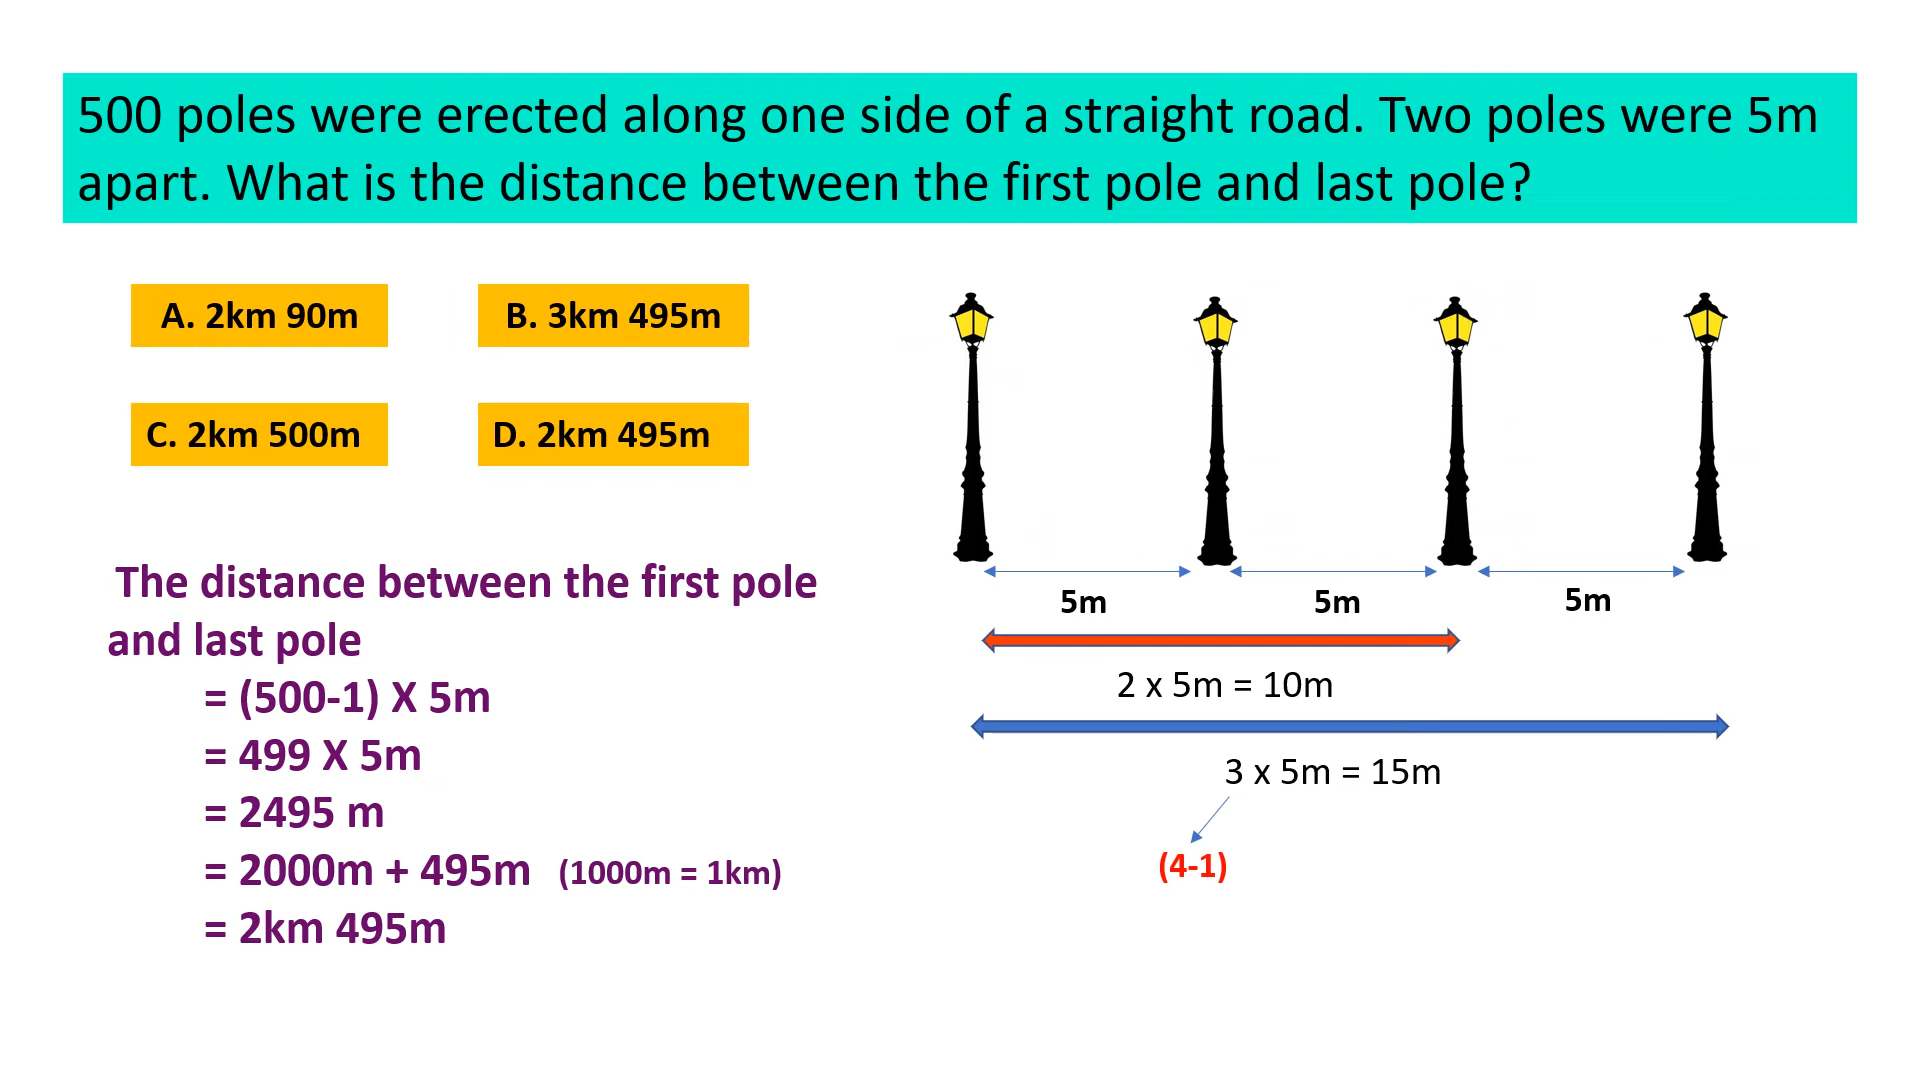 500 poles were erected along one side of a straight road. Two poles were 5m
apart. What is the distance between the first pole and last pole?
A. 2km 90m
B. 3km 495m
C. 2km 500m
D. 2km 495m
The distance between the first pole
and last pole
= (500-1) X 5m
= 499 X 5m
= 2495 m
= 2000m + 495m (1000m = 1km)
= 2km 495m
5m
5m
5m
2 x 5m = 10m
3 x 5m = 15m
(4-1)